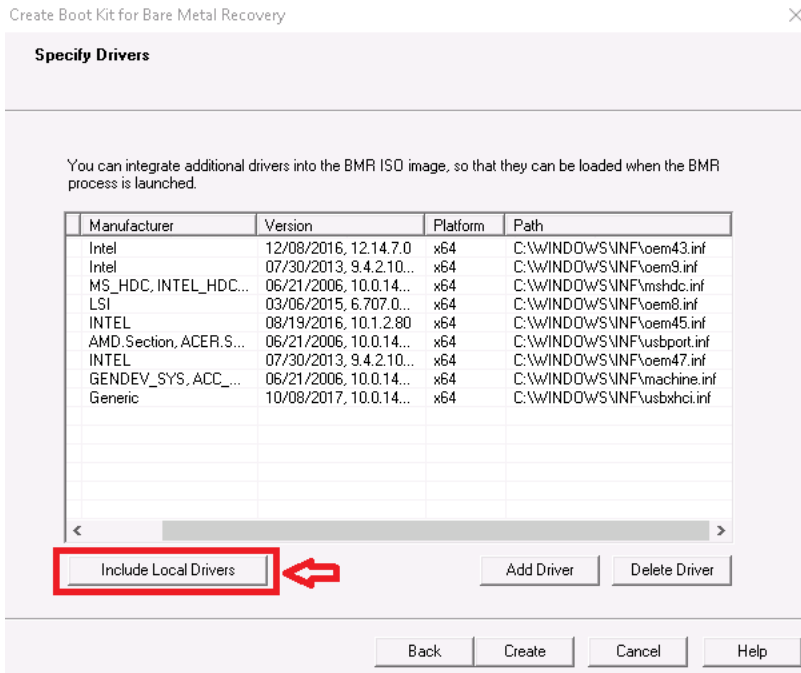 Create Boot Kit for Bare Metal Recovery
Specify Drivers
You can integrate additional drivers into the BMR ISO image, so that they can be loaded when the BMR
process is launched.
Manufacturer Version Platform Path
Intel 12/08/2016, 12.14.7.0 x64 C:\WINDOWS\INF\oem43.inf
Intel 07/30/2013, 9.4.2.10... x64 C:\WINDOWS\INF\oem9.inf
MS_HDC, INTEL_HDC... 06/21/2006, 10.0.14... x64 C:\WINDOWS\INF\mshdc.inf
LSI 03/06/2015, 6.707.0... x64 C:\WINDOWS\INF\oem8.inf
INTEL 08/19/2016, 10.1.2.80 x64 C:\WINDOWS\INF\oem45.inf
AMD.Section, ACER.S... 06/21/2006, 10.0.14... x64 C:\WINDOWS\INF\usbport.inf
INTEL 07/30/2013, 9.4.2.10... x64 C:\WINDOWS\INF\oem47.inf
GENDEV_SYS, ACC_... 06/21/2006, 10.0.14... x64 C:\WINDOWS\INF\machine.inf
Generic 10/08/2017, 10.0.14... x64 C:\WINDOWS\INF\usbxhci.inf
Include Local Drivers Add Driver Delete Driver
Back Create Cancel Help